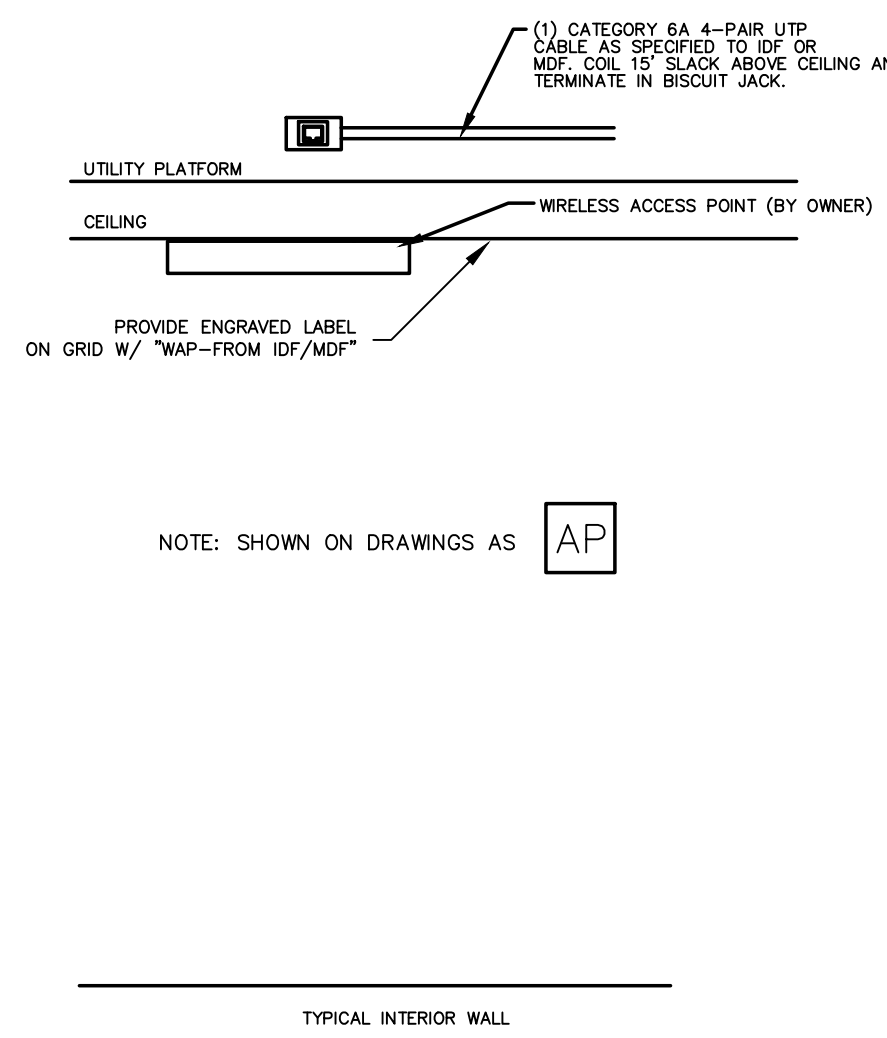 (1) CATEGORY 6A 4-PAIR UTP
CABLE AS SPECIFIED TO IDF OR
MDF. COIL 15' SLACK ABOVE CEILING
TERMINATE IN BISCUIT JACK.
UTILITY PLATFORM
WIRELESS ACCESS POINT (BY OWNER)
CEILING
PROVIDE ENGRAVED LABEL
ON GRID W/ "WAP-FROM IDF/MDF"
NOTE: SHOWN ON DRAWINGS AS
AP
TYPICAL INTERIOR WALL